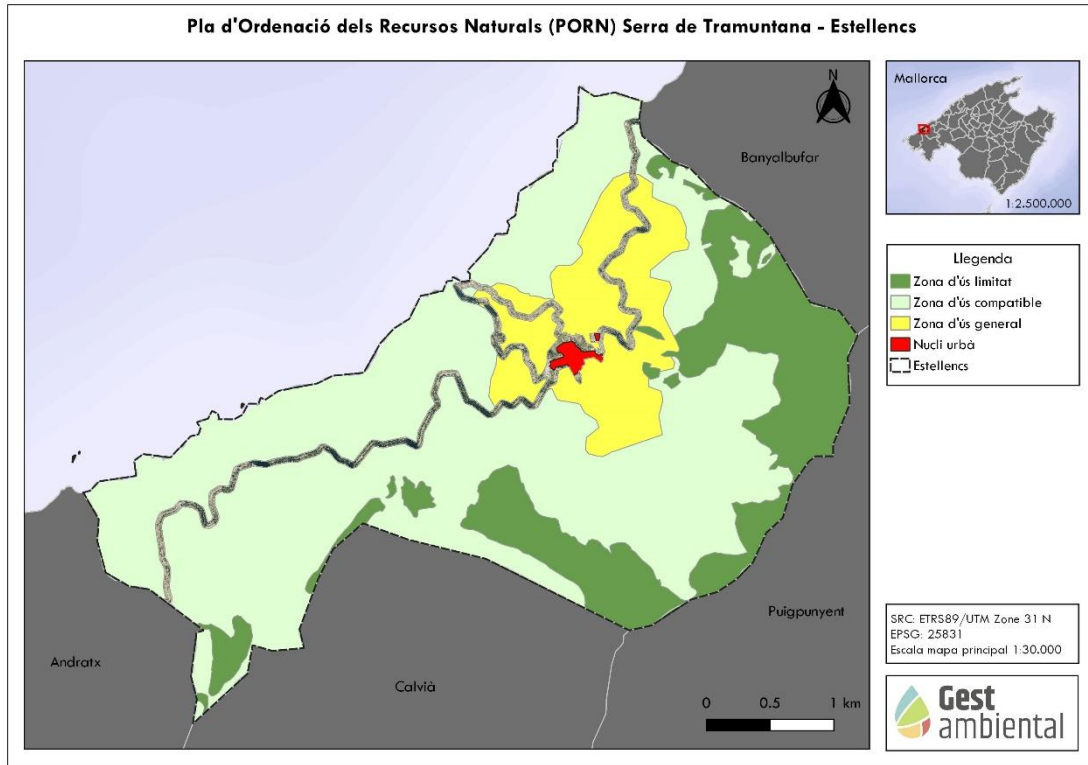 Pla d'Ordenació dels Recursos Naturals (PORN) Serra de Tramuntana - Estellencs
N
Banyalbufar
Puigpunyent
Calvià
Andratx
0 0.5 1 km
Mallorca
1:2.500.000
Llegenda
Zona d'ús limitat
Zona d'ús compatible
Zona d'ús general
Nucli urbà
Estellencs
SRC: ETRS89/UTM Zone 31 N
EPSG: 25831
Escala mapa principal 1:30.000
Gest
ambiental